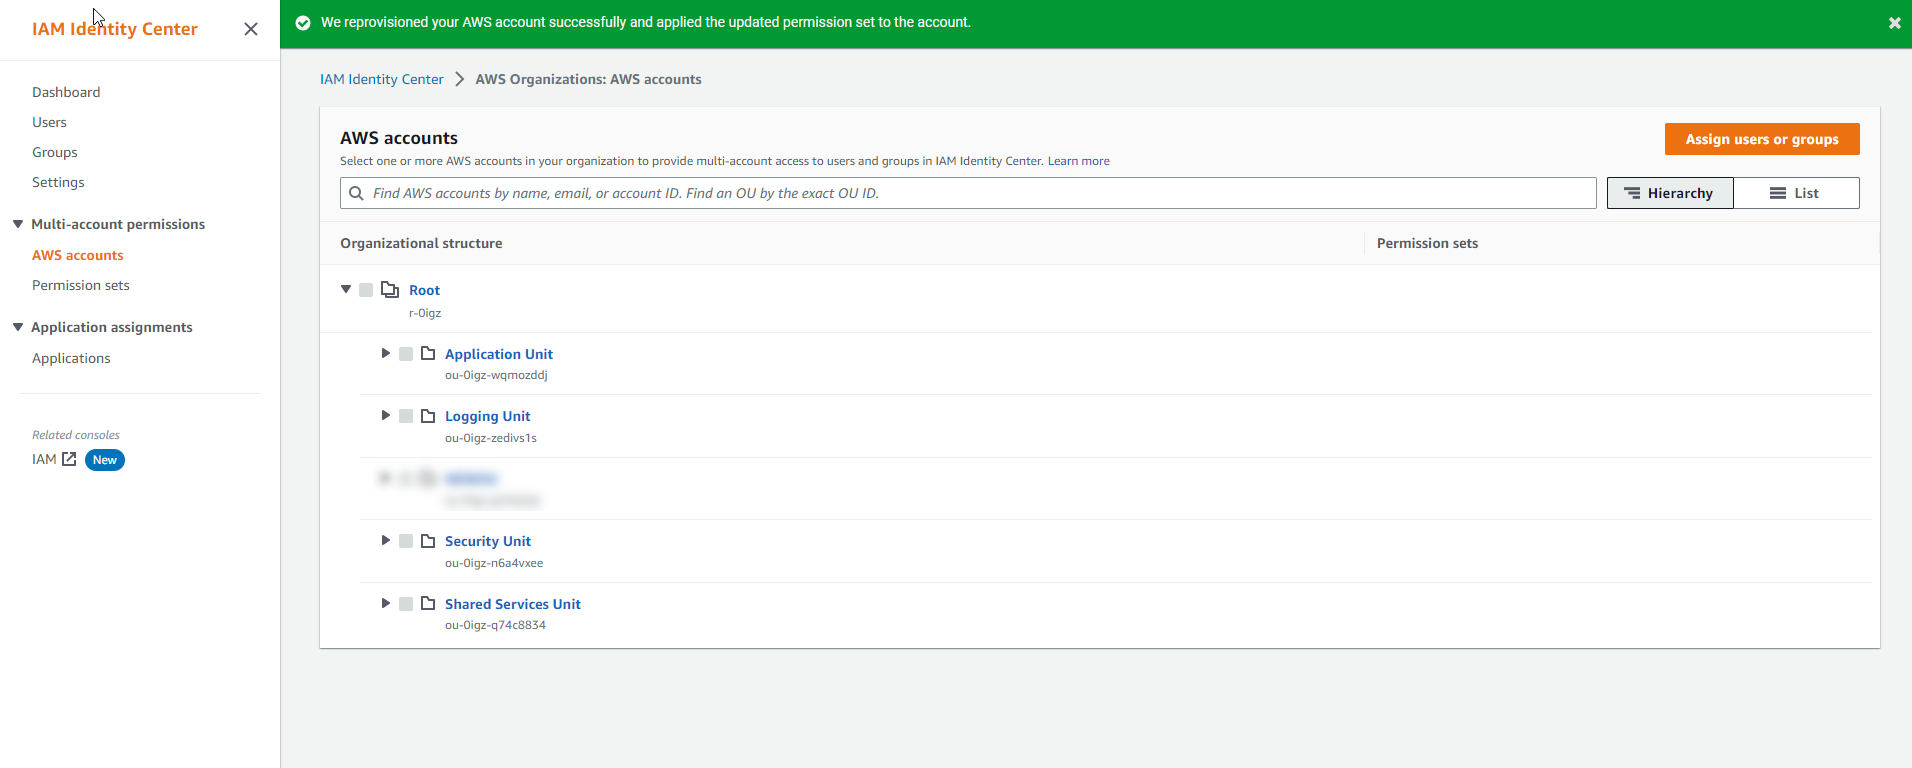 IAM Identity Center
Dashboard
Users
Groups
Settings
Multi-account permissions
AWS accounts
Permission sets
Application assignments
Applications
Related consoles
IAM New
We reprovisioned your AWS account successfully and applied the updated permission set to the account.
IAM Identity Center > AWS Organizations: AWS accounts
AWS accounts
Select one or more AWS accounts in your organization to provide multi-account access to users and groups in IAM Identity Center. Learn more
Assign users or groups
Find AWS accounts by name, email, or account ID. Find an OU by the exact OU ID.
Hierarchy List
Organizational structure Permission sets
Root
r-0igz
Application Unit
ou-0igz-wqmozddj
Logging Unit
ou-0igz-zedivs1s
Security Unit
ou-0igz-n6a4vxee
Shared Services Unit
ou-0igz-q74c8834